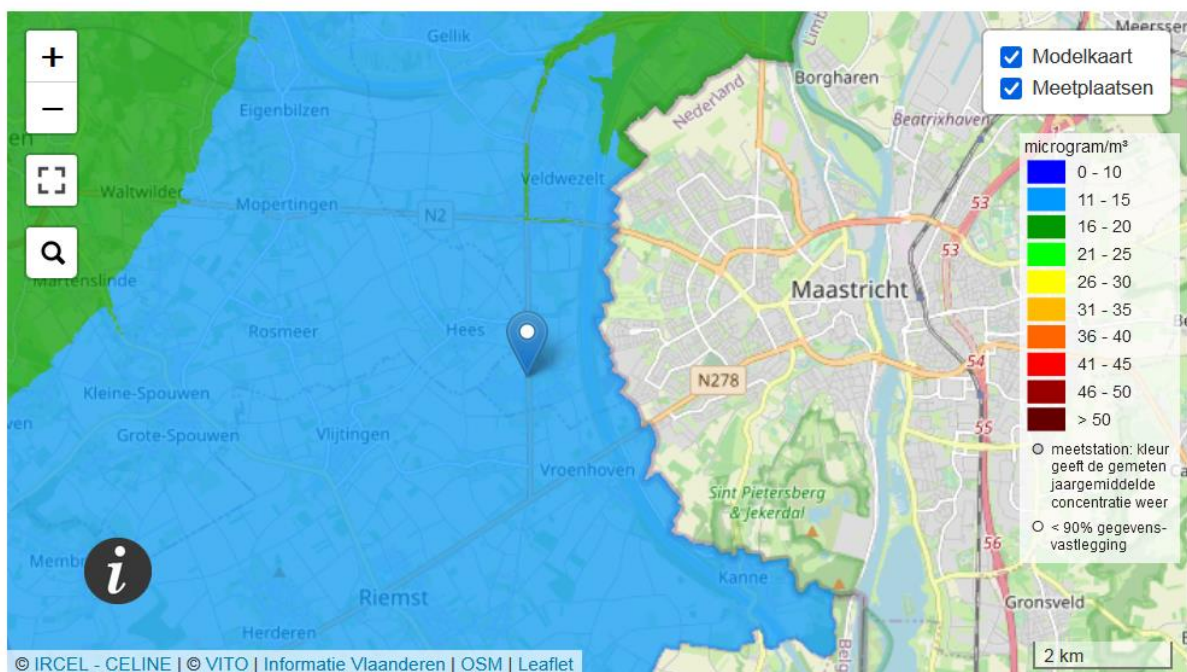 +
−
Gellik
Eigenbilzen
Waltwilder
Mopertingen
N2
Veldwezelt
Martenslinde
Rosmeer
Hees
Kleine-Spouwen
Grote-Spouwen
Vlijtingen
Vroenhoven
Riemst
Herderen
Kanne
Nederland
Borgharen
Beatrixhaven
Meerssen
Maastricht
N278
Sint Pietersberg
& Jekerdal
Gronsveld
53
53
54
55
56
Modelkaart
Meetplaatsen
microgram/m³
0 - 10
11 - 15
16 - 20
21 - 25
26 - 30
31 - 35
36 - 40
41 - 45
46 - 50
> 50
meetstation: kleur
geeft de gemeten
jaargemiddelde
concentratie weer
< 90% gegevens-
vastlegging
i
2 km
© IRCEL - CELINE | © VITO | Informatie Vlaanderen | OSM | Leaflet